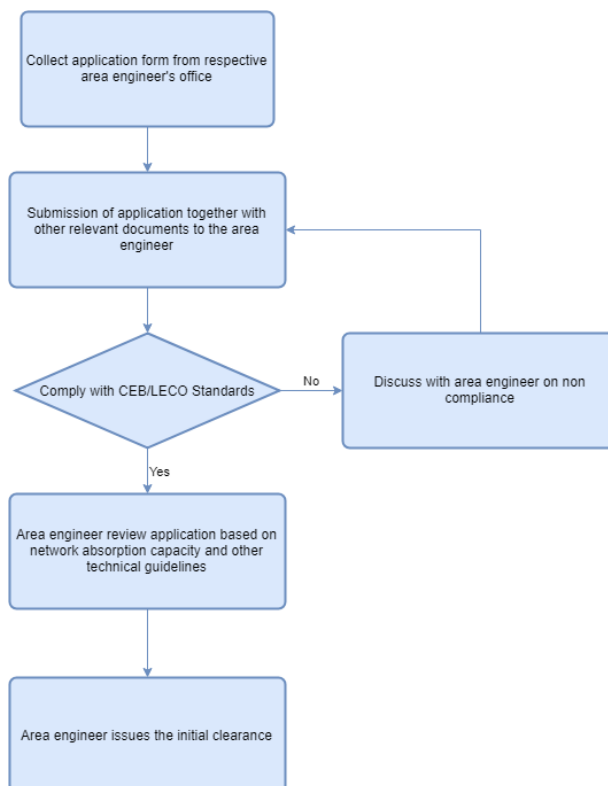 Collect application form from respective
area engineer's office
Submission of application together with
other relevant documents to the area
engineer
Comply with CEB/LECO Standards
No
Discuss with area engineer on non
compliance
Yes
Area engineer review application based on
network absorption capacity and other
technical guidelines
Area engineer issues the initial clearance